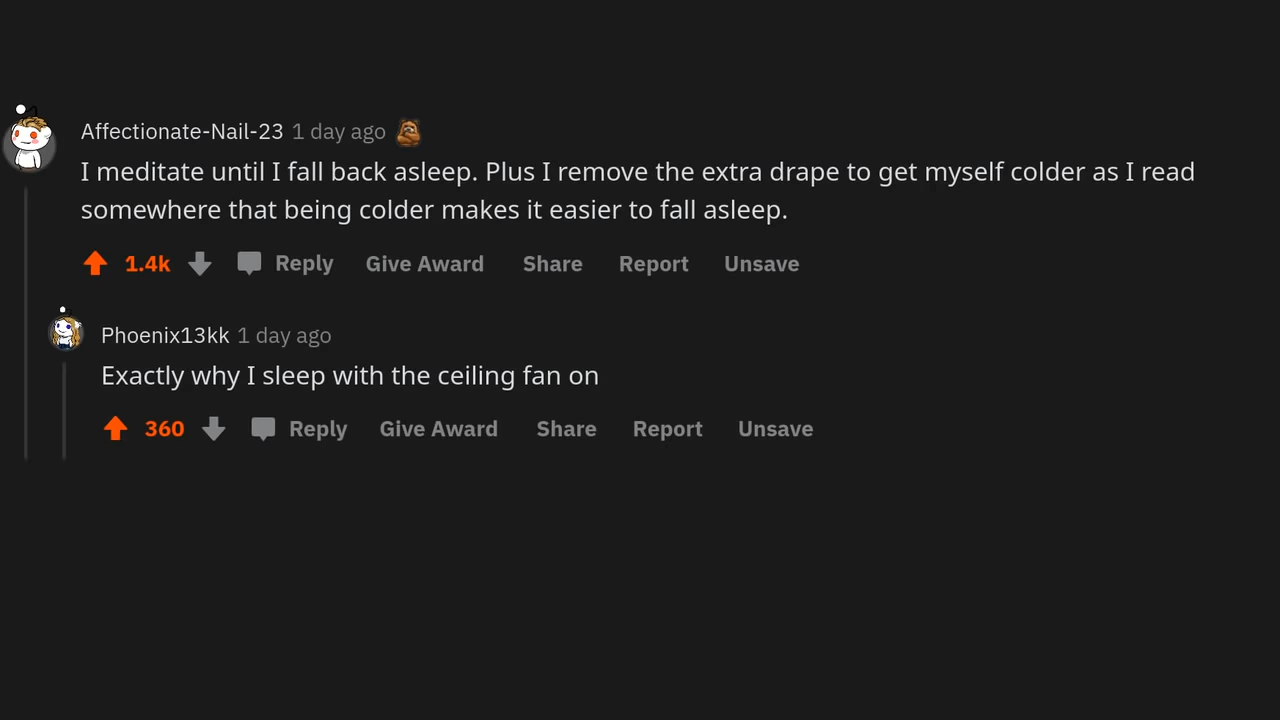 Affectionate-Nail-23 1 day ago
I meditate until I fall back asleep. Plus I remove the extra drape to get myself colder as I read
somewhere that being colder makes it easier to fall asleep.
1.4k Reply Give Award Share Report Unsave
Phoenix13kk 1 day ago
Exactly why I sleep with the ceiling fan on
360 Reply Give Award Share Report Unsave